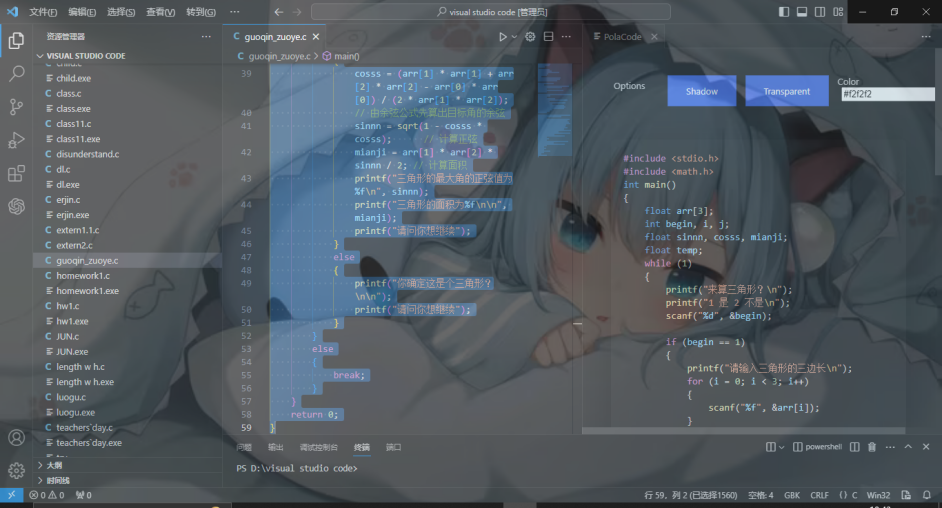 文件(F) 编辑(E) 选择(S) 查看(V) 转到(G) ···
visual studio code [管理员]
资源管理器
VISUAL STUDIO CODE
child.exe
class.c
class.exe
class11.c
class11.exe
disunderstand.c
dl.c
dl.exe
erjin.c
erjin.exe
extern1.1.c
extern2.c
guoqin_zuoye.c
homework1.c
homework1.exe
hw1.c
hw1.exe
JUN.c
JUN.exe
length w h.c
length w h.exe
luogu.c
luogu.exe
teachers'day.c
teachers'day.exe
大纲
时间线
guoqin_zuoye.c
guoqin_zuoye.c > main()
39 cosss = (arr[1] * arr[1] + arr
[2] * arr[2] - arr[0] * arr
[0]) / (2 * arr[1] * arr[2]);
40 // 由余弦公式先算出目标角的余弦
41 sinnn = sqrt(1 - cosss *
cosss); // 计算正弦
42 mianji = arr[1] * arr[2] *
sinnn / 2; // 计算面积
43 printf("三角形的最大角的正弦值为
%f\n", sinnn);
44 printf("三角形的面积为%f\n\n",
mianji);
45 printf("请问你想继续");
46 }
47 else
48 {
49 printf("你确定这是个三角形?
\n\n");
50 printf("请问你想继续");
51 }
52 }
53 else
54 {
55 break;
56 }
57 }
58 return 0;
59 }
PolaCode
Options
Shadow
Transparent
Color
#f2f2f2
#include <stdio.h>
#include <math.h>
int main()
{
float arr[3];
int begin, i, j;
float sinnn, cosss, mianji;
float temp;
while (1)
{
printf("来算三角形?\n");
printf("1 是 2 不是\n");
scanf("%d", &begin);
if (begin == 1)
{
printf("请输入三角形的三边长\n");
for (i = 0; i < 3; i++)
{
scanf("%f", &arr[i]);
}
问题 输出 调试控制台 终端 端口
powershell
PS D:\visual studio code>
0 0 0
行 59，列 2 (已选择1560) 空格: 4 GBK CRLF {} C Win32